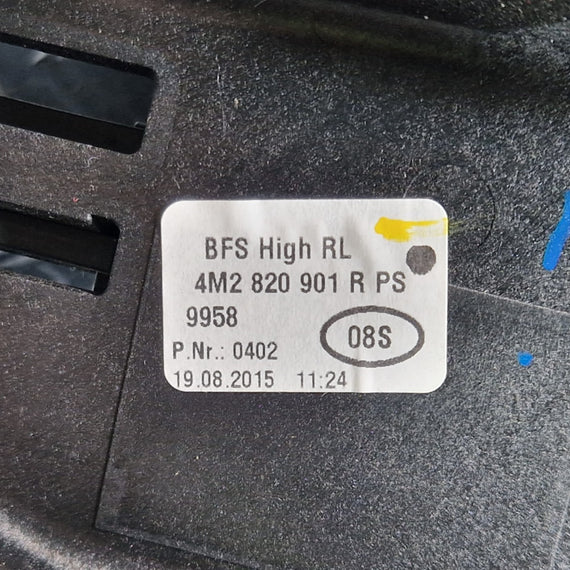 BFS High RL
4M2 820 901 R PS
9958
08S
P.Nr.: 0402
19.08.2015 11:24